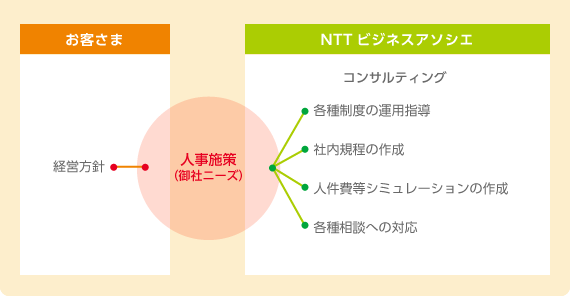 お客さま
NTT ビジネスアソシエ
コンサルティング
経営方針
人事施策
(御社ニーズ)
各種制度の運用指導
社内規程の作成
人件費等シミュレーションの作成
各種相談への対応